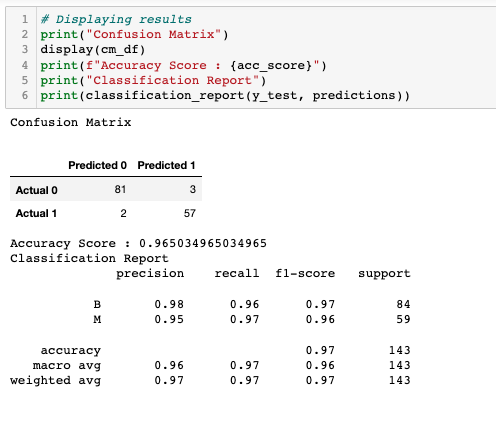 1 # Displaying results
2 print("Confusion Matrix")
3 display(cm_df)
4 print(f"Accuracy Score : {acc_score}")
5 print("Classification Report")
6 print(classification_report(y_test, predictions))
Confusion Matrix
Predicted 0 Predicted 1
Actual 0 81 3
Actual 1 2 57
Accuracy Score : 0.965034965034965
Classification Report
precision recall f1-score support
B 0.98 0.96 0.97 84
M 0.95 0.97 0.96 59
accuracy 0.97 143
macro avg 0.96 0.97 0.96 143
weighted avg 0.97 0.97 0.97 143